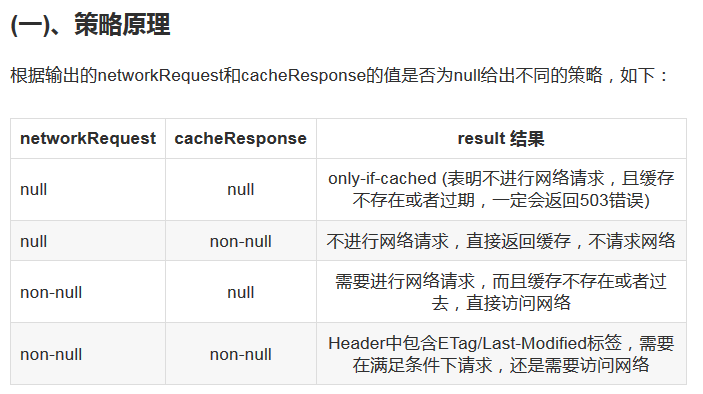 (一)、策略原理
根据输出的networkRequest和cacheResponse的值是否为null给出不同的策略，如下：
networkRequest cacheResponse result 结果
null null only-if-cached (表明不进行网络请求，且缓存
不存在或者过期，一定会返回503错误)
null non-null 不进行网络请求，直接返回缓存，不请求网络
non-null null 需要进行网络请求，而且缓存不存在或者过
去，直接访问网络
non-null non-null Header中包含ETag/Last-Modified标签，需要
在满足条件下请求，还是需要访问网络